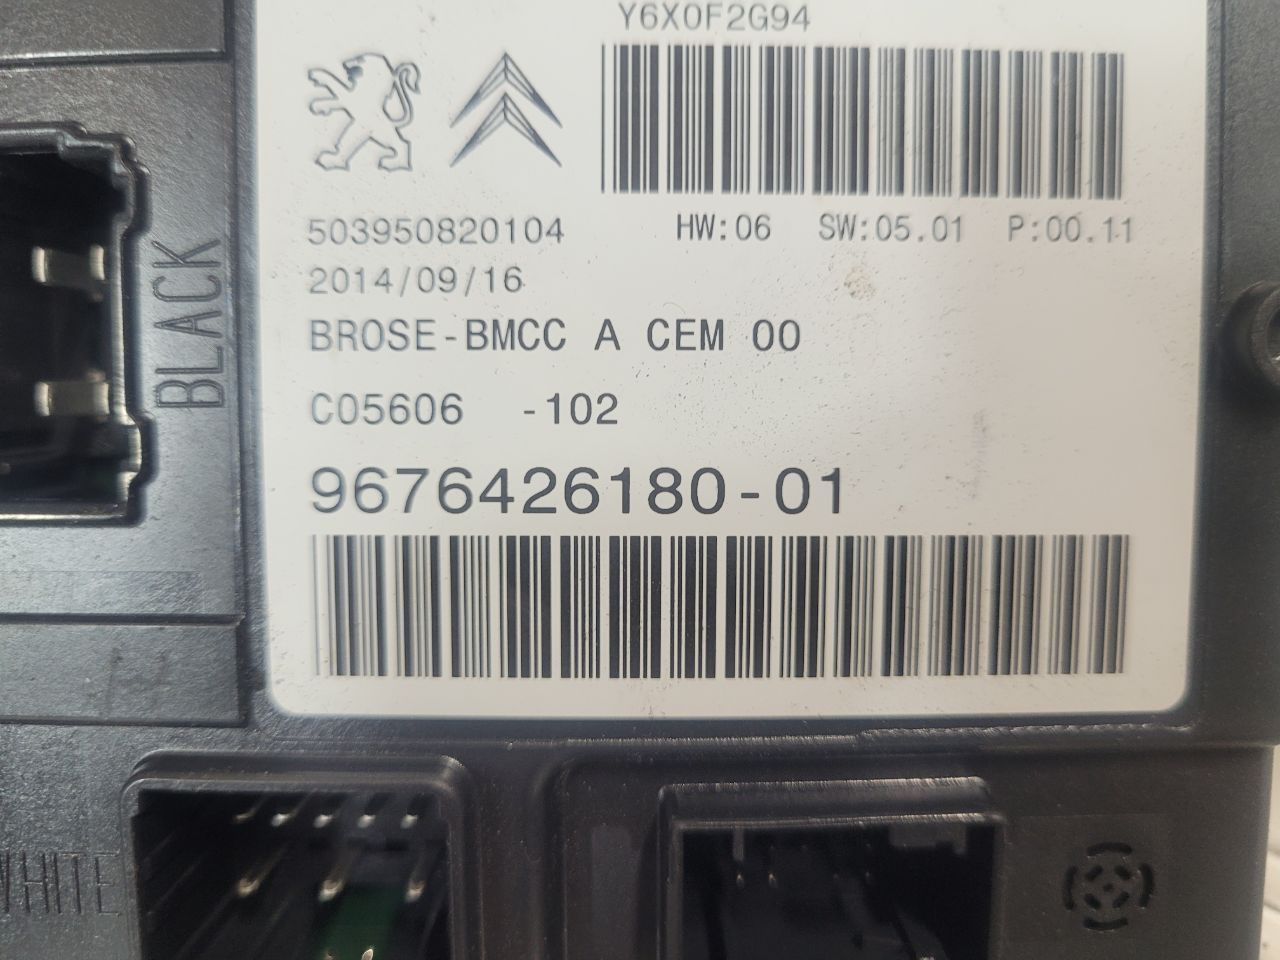 Y6X0F2G94
503950820104 HW:06 SW:05.01 P:00.11
2014/09/16
BROSE-BMCC A CEM 00
C05606 -102
9676426180-01
BLACK
WHITE